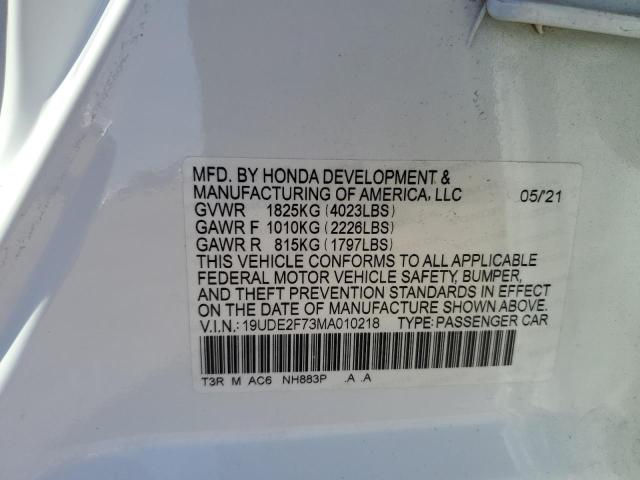 MFD. BY HONDA DEVELOPMENT &
MANUFACTURING OF AMERICA, LLC 05/'21
GVWR 1825KG (4023LBS)
GAWR F 1010KG (2226LBS)
GAWR R 815KG (1797LBS)
THIS VEHICLE CONFORMS TO ALL APPLICABLE
FEDERAL MOTOR VEHICLE SAFETY, BUMPER,
AND THEFT PREVENTION STANDARDS IN EFFECT
ON THE DATE OF MANUFACTURE SHOWN ABOVE.
V.I.N.: 19UDE2F73MA010218 TYPE: PASSENGER CAR
T3R M AC6 NH883P .A .A